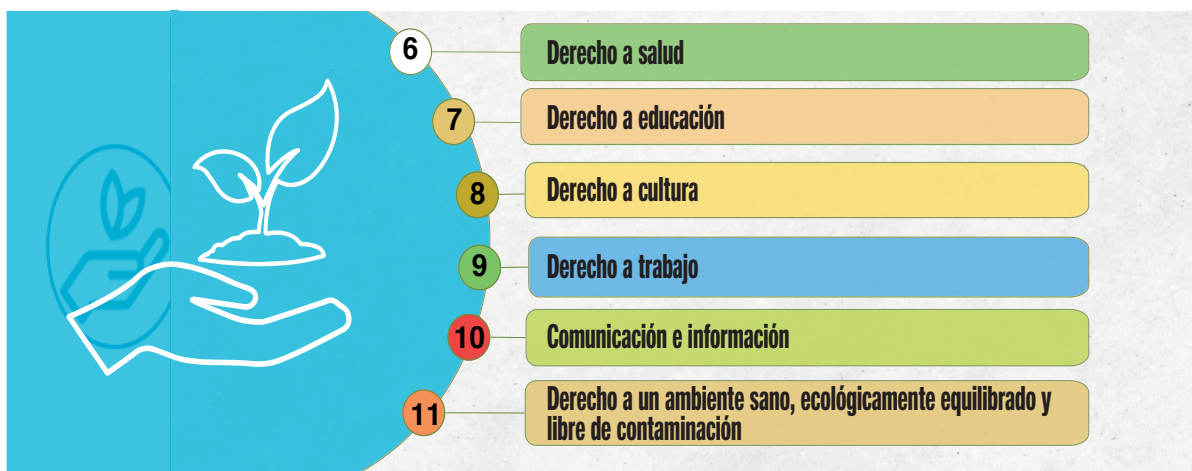 6
Derecho a salud
7
Derecho a educación
8
Derecho a cultura
9
Derecho a trabajo
10
Comunicación e información
11
Derecho a un ambiente sano, ecológicamente equilibrado y
libre de contaminación